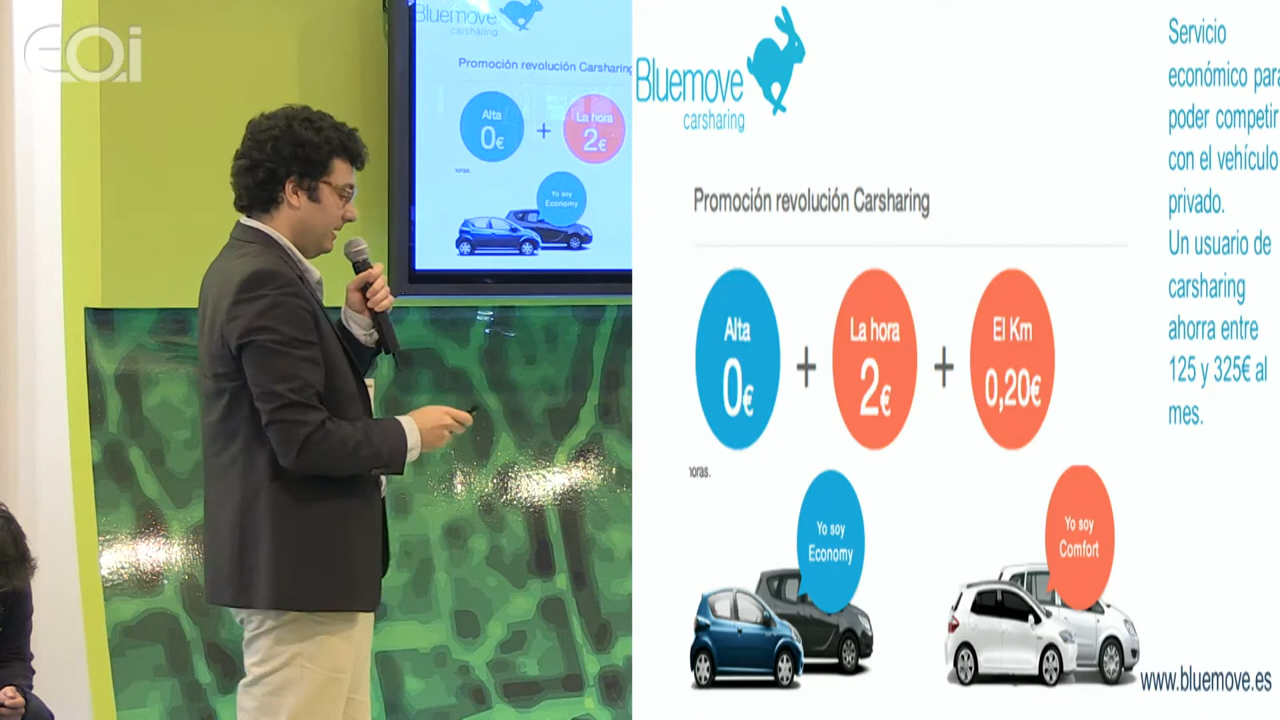 EOi
Bluemove
carsharing
Promoción revolución Carsharing
Alta
0€
+
La hora
2€
oras.
Yo soy
Economy
Bluemove
carsharing
Promoción revolución Carsharing
Alta
0€
+
La hora
2€
+
El Km
0,20€
oras.
Yo soy
Economy
Yo soy
Comfort
Servicio
económico para
poder competir
con el vehículo
privado.
Un usuario de
carsharing
ahorra entre
125 y 325€ al
mes.
www.bluemove.es